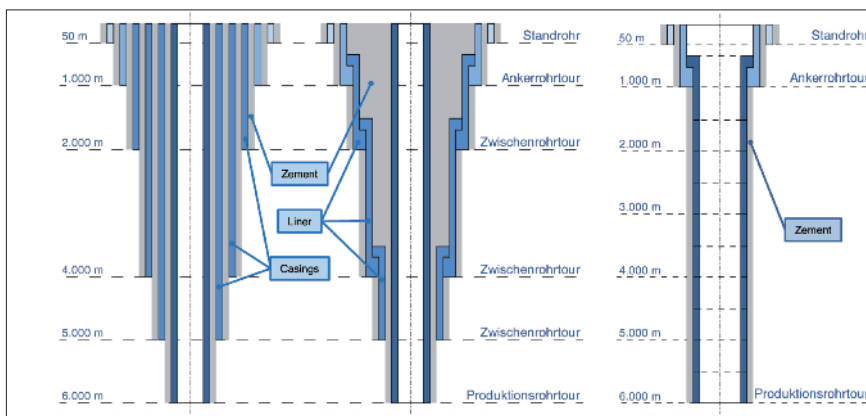 50 m
Standrohr
1.000 m
Ankerrohrtour
2.000 m
Zwischenrohrtour
Zement
Liner
Casings
4.000 m
Zwischenrohrtour
5.000 m
Zwischenrohrtour
6.000 m
Produktionsrohrtour
50 m
Standrohr
1.000 m
Ankerrohrtour
2.000 m
3.000 m
Zement
4.000 m
5.000 m
6.000 m
Produktionsrohrtour